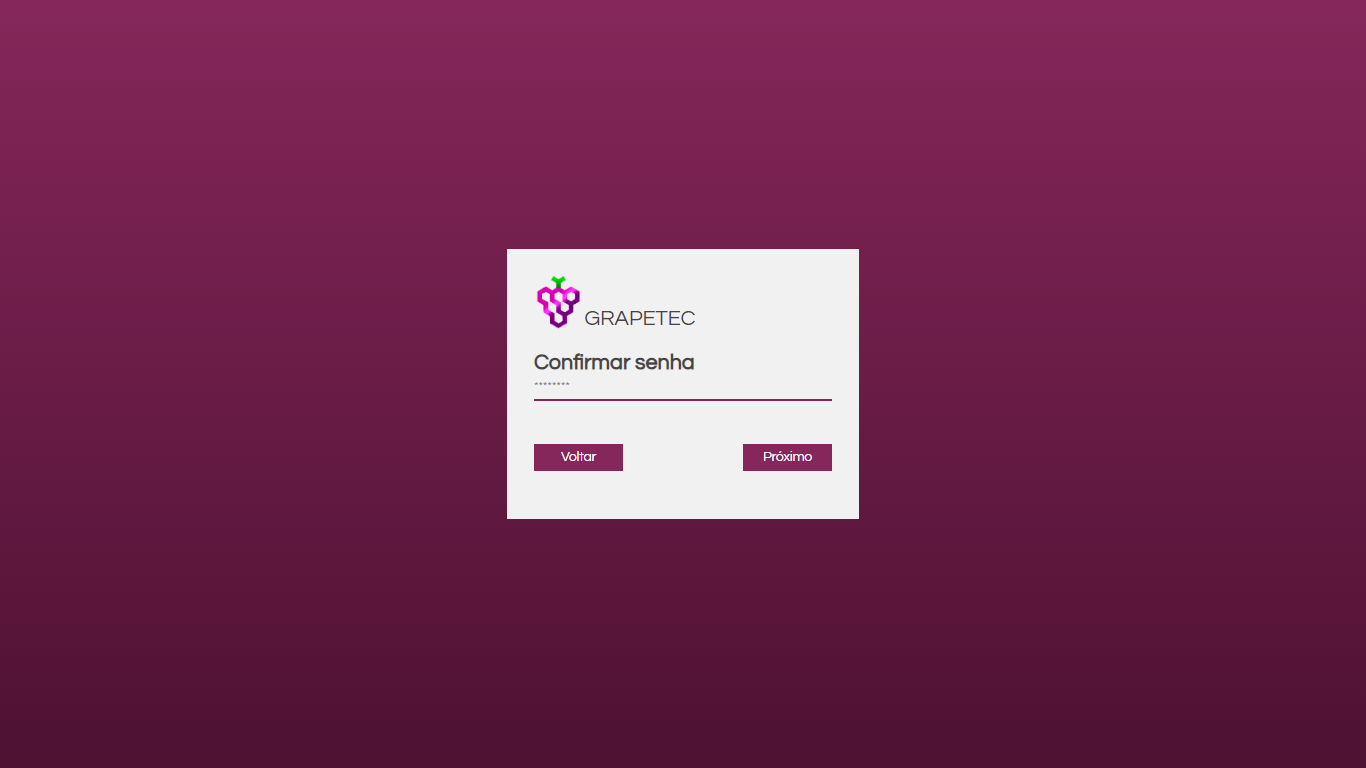 GRAPETEC
Confirmar senha
********
Voltar
Próximo